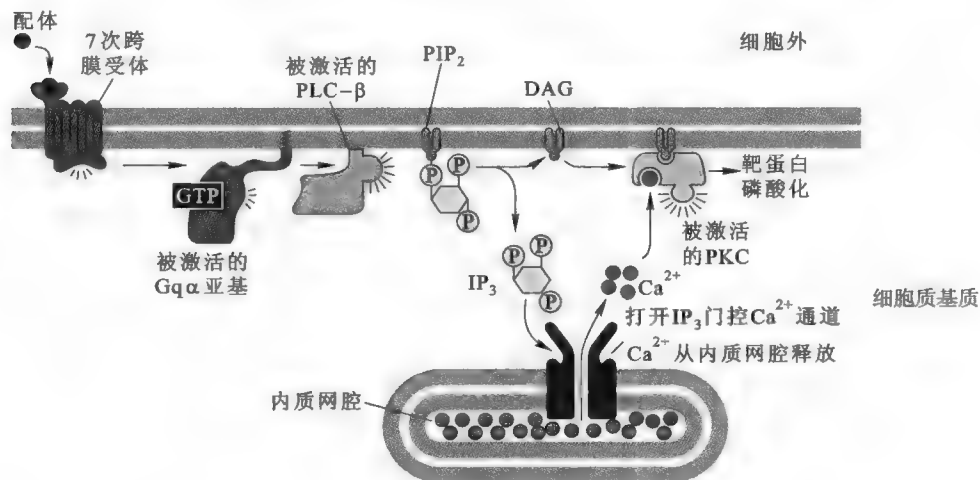 配体
7次跨
膜受体
被激活的
PLC-β
PIP₂
DAG
细胞外
GTP
被激活的
Gqα亚基
P
P
P
P
P
P
IP₃
靶蛋白
磷酸化
被激活
的PKC
Ca²⁺
打开IP₃门控Ca²⁺通道
Ca²⁺从内质网腔释放
细胞质基质
内质网腔